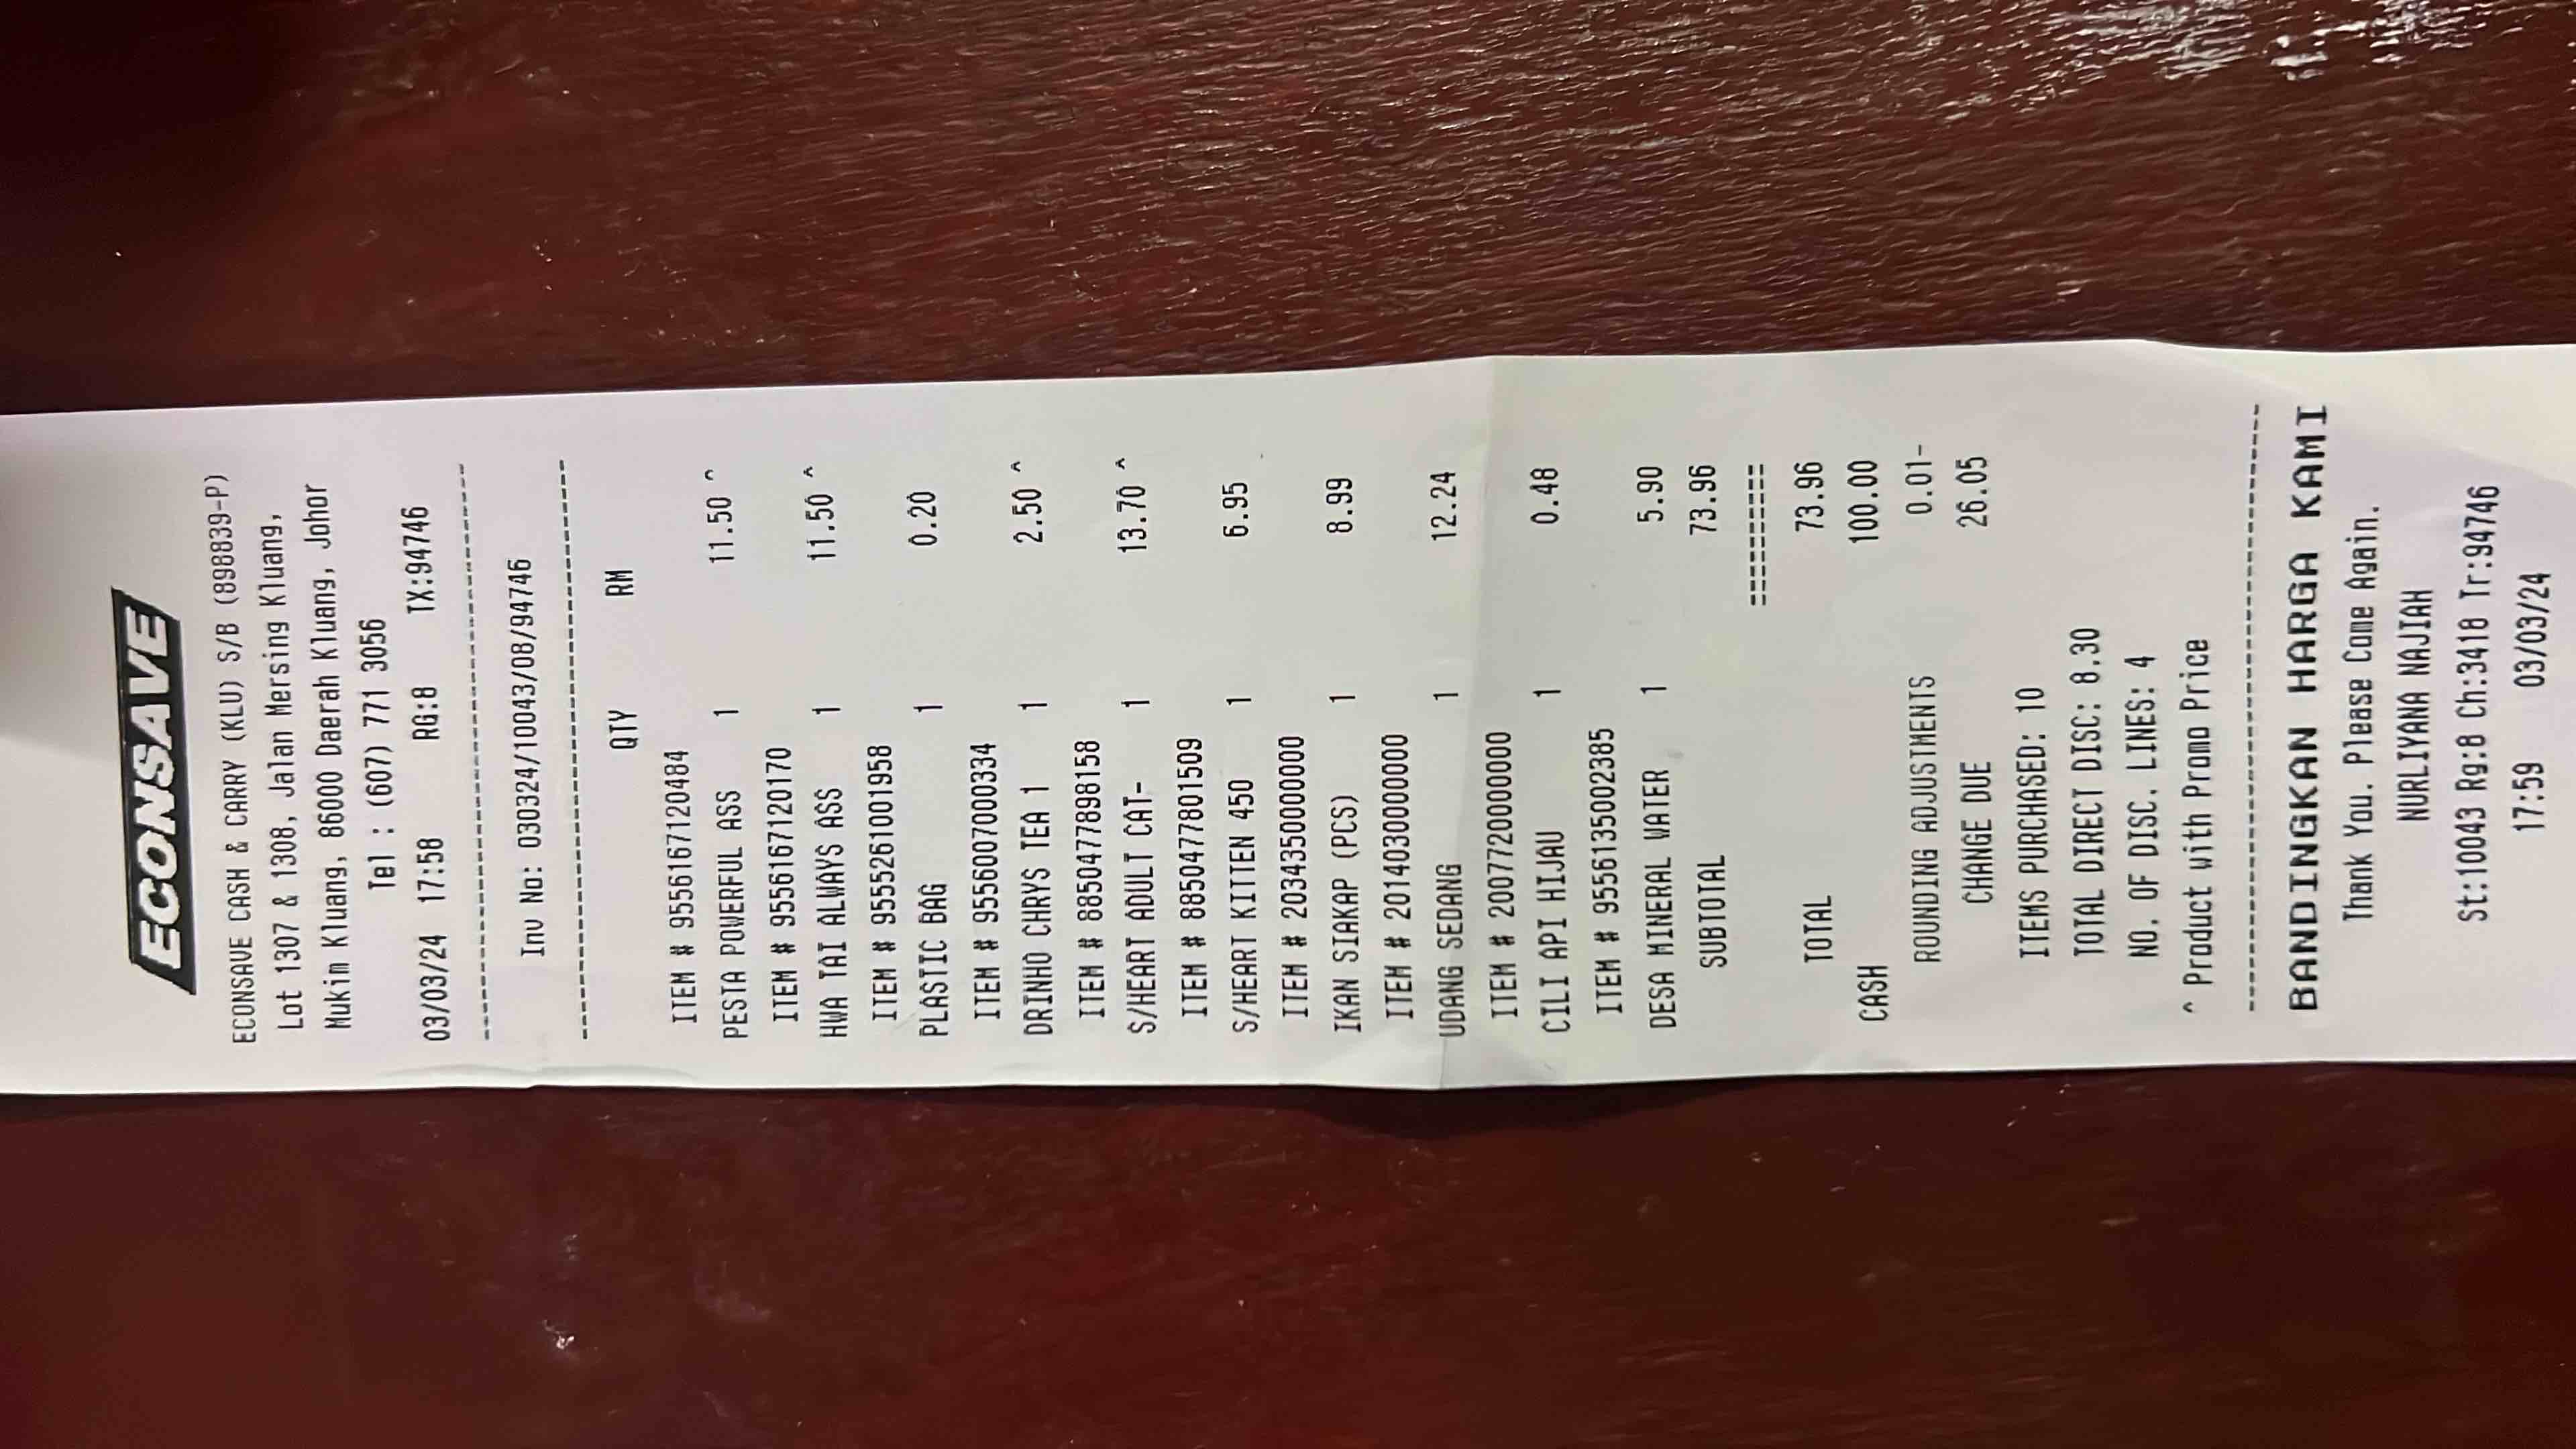 ECONSAVE
ECONSAVE CASH & CARRY (KLU) S/B (898839-P)
Lot 1307 & 1308, Jalan Mersing Kluang,
Mukim Kluang, 86000 Daerah Kluang, Johor
Tel : (607) 771 3056
03/03/24 17:58 RG:8 TX:94746
Inv No: 030324/10043/08/94746
QTY RM
ITEM # 9556167120484
PESTA POWERFUL ASS 1 11.50 ^
ITEM # 9556167120170
HWA TAI ALWAYS ASS 1 11.50 ^
ITEM # 9555261001958
PLASTIC BAG 1 0.20
ITEM # 9556007000334
DRINHO CHRYS TEA 1 1 2.50 ^
ITEM # 8850477898158
S/HEART ADULT CAT- 1 13.70 ^
ITEM # 8850477801509
S/HEART KITTEN 450 1 6.95
ITEM # 2034350000000
IKAN SIAKAP (PCS) 1 8.99
ITEM # 2014030000000
UDANG SEDANG 1 12.24
ITEM # 2007720000000
CILI API HIJAU 1 0.48
ITEM # 9556135002385
DESA MINERAL WATER 1 5.90
SUBTOTAL 73.96
==========
TOTAL 73.96
CASH 100.00
ROUNDING ADJUSTMENTS 0.01-
CHANGE DUE 26.05
ITEMS PURCHASED: 10
TOTAL DIRECT DISC: 8.30
NO. OF DISC. LINES: 4
^ Product with Promo Price
BANDINGKAN HARGA KAMI
Thank You. Please Come Again.
NURLIYANA NAJIAH
St:10043 Rg:8 Ch:3418 Tr:94746
17:59 03/03/24